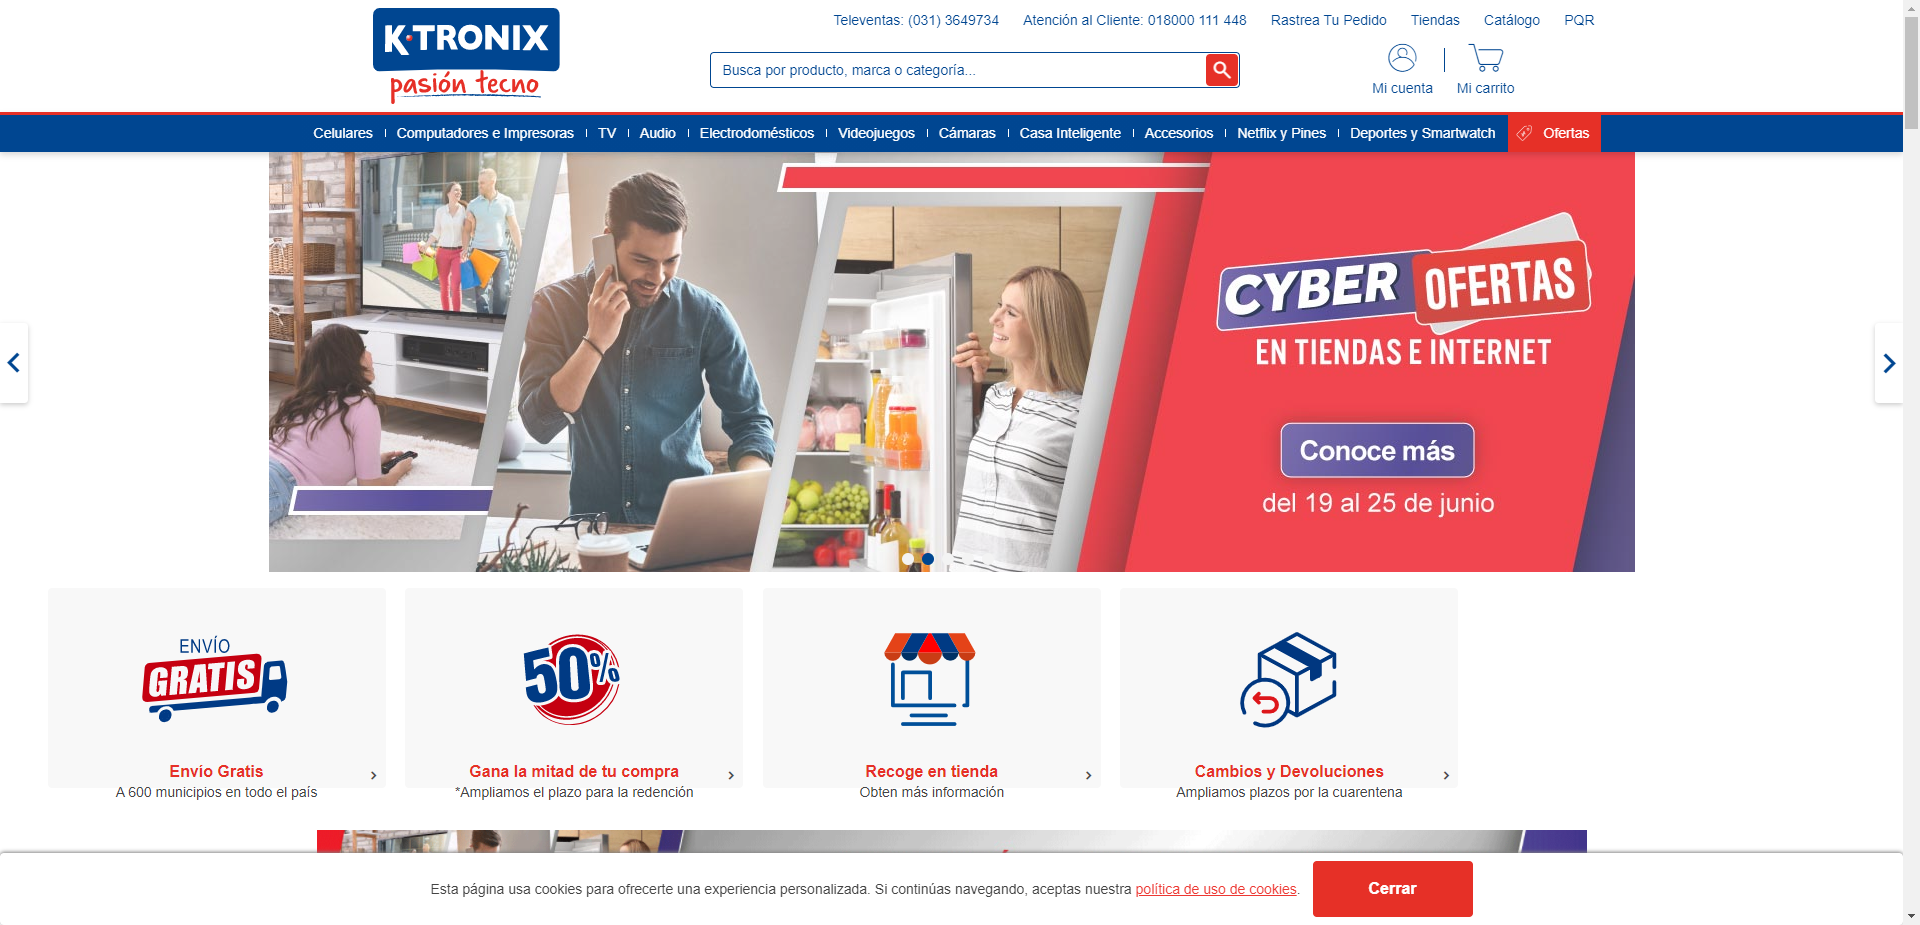 K·TRONIX
pasión tecno
Televentas: (031) 3649734
Atención al Cliente: 018000 111 448
Rastrea Tu Pedido
Tiendas
Catálogo
PQR
Busca por producto, marca o categoría...
Mi cuenta
Mi carrito
Celulares
Computadores e Impresoras
TV
Audio
Electrodomésticos
Videojuegos
Cámaras
Casa Inteligente
Accesorios
Netflix y Pines
Deportes y Smartwatch
Ofertas
CYBER OFERTAS
EN TIENDAS E INTERNET
Conoce más
del 19 al 25 de junio
ENVÍO
GRATIS
Envío Gratis
A 600 municipios en todo el país
50%
Gana la mitad de tu compra
*Ampliamos el plazo para la redención
Recoge en tienda
Obten más información
Cambios y Devoluciones
Ampliamos plazos por la cuarentena
Esta página usa cookies para ofrecerte una experiencia personalizada. Si continúas navegando, aceptas nuestra política de uso de cookies.
Cerrar